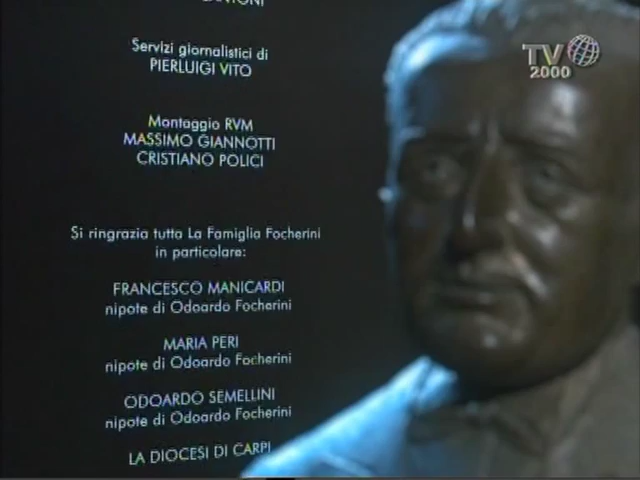 Servizi giornalistici di
PIERLUIGI VITO
Montaggio RVM
MASSIMO GIANNOTTI
CRISTIANO POLICI
Si ringrazia tutta La Famiglia Focherini
in particolare:
FRANCESCO MANICARDI
nipote di Odoardo Focherini
MARIA PERI
nipote di Odoardo Focherini
ODOARDO SEMELLINI
nipote di Odoardo Focherini
LA DIOCESI DI CARPI
TV
2000